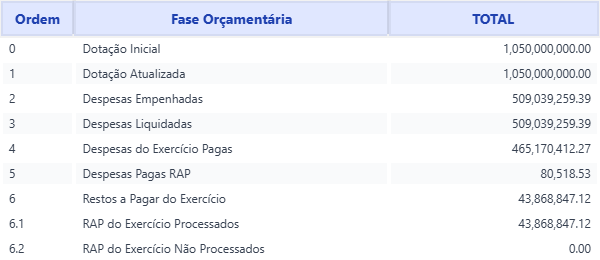 Ordem Fase Orçamentária TOTAL
0 Dotação Inicial 1,050,000,000.00
1 Dotação Atualizada 1,050,000,000.00
2 Despesas Empenhadas 509,039,259.39
3 Despesas Liquidadas 509,039,259.39
4 Despesas do Exercício Pagas 465,170,412.27
5 Despesas Pagas RAP 80,518.53
6 Restos a Pagar do Exercício 43,868,847.12
6.1 RAP do Exercício Processados 43,868,847.12
6.2 RAP do Exercício Não Processados 0.00